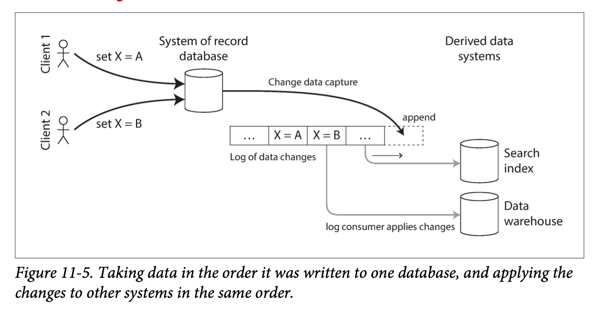 Client 1
set X = A
System of record
database
Derived data
systems
Change data capture
Client 2
set X = B
append
... X = A X = B ...
Log of data changes
Search
index
Data
warehouse
log consumer applies changes
Figure 11-5. Taking data in the order it was written to one database, and applying the
changes to other systems in the same order.